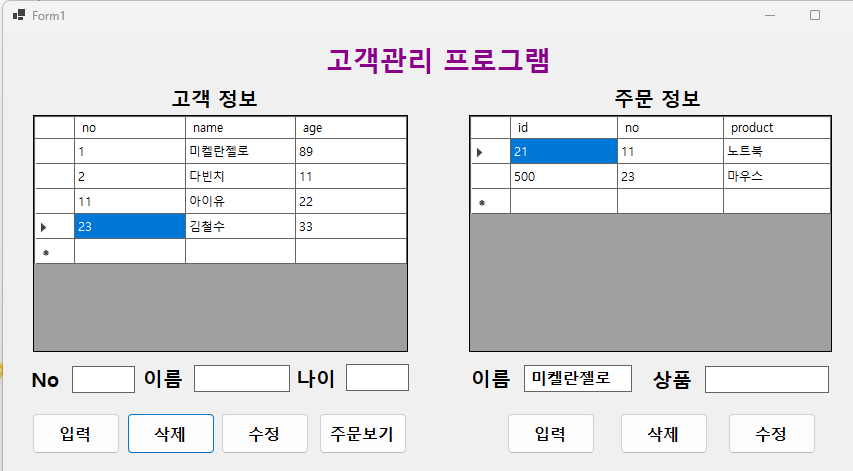 Form1
고객관리 프로그램
고객 정보
no name age
1 미켈란젤로 89
2 다빈치 11
11 아이유 22
23 김철수 33
주문 정보
id no product
21 11 노트북
500 23 마우스
No 이름 나이
입력 삭제 수정 주문보기
이름 미켈란젤로 상품
입력 삭제 수정